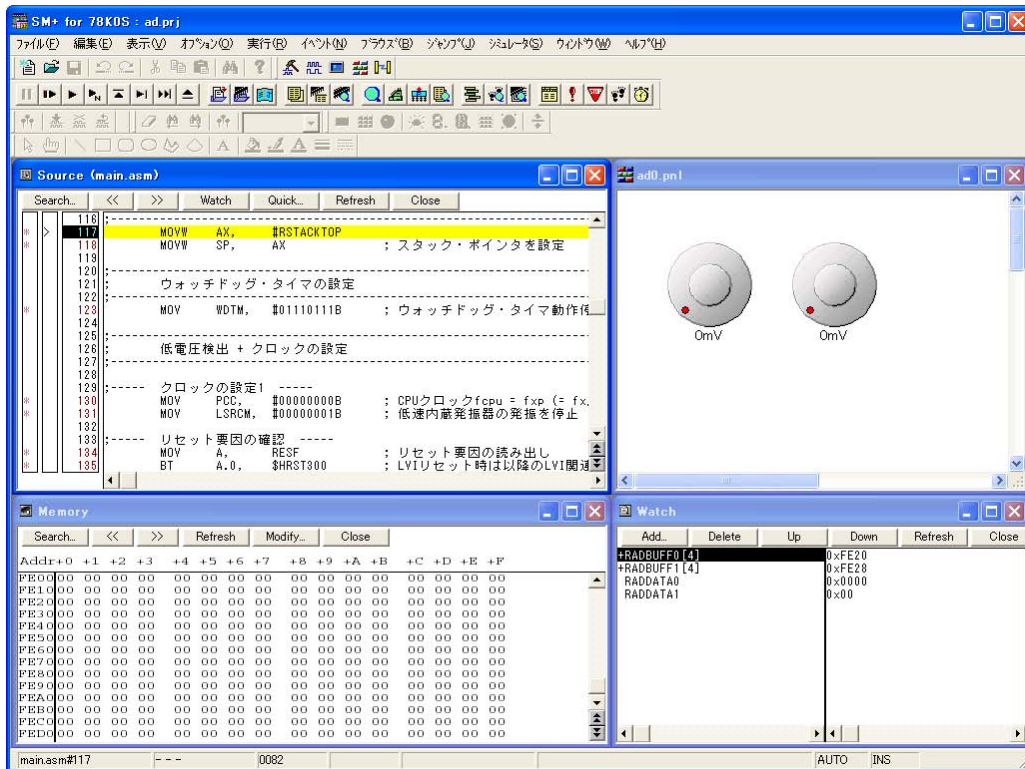 SM+ for 78K0S : ad.prj
ファイル(F) 編集(E) 表示(V) オプション(O) 実行(R) イベント(N) ブラウズ(B) ジャンプ(J) シミュレータ(S) ウィンドウ(W) ヘルプ(H)
Source (main.asm)
Search... << >> Watch Quick... Refresh Close
116 ;---------------------------------------------------------------
117 MOVW AX, #RSTACKTOP
118 MOVW SP, AX ; スタック・ポインタを設定
119
120 ;---------------------------------------------------------------
121 ; ウォッチドッグ・タイマの設定
122 ;---------------------------------------------------------------
123 MOV WDTM, #01110111B ; ウォッチドッグ・タイマ動作
124
125 ;---------------------------------------------------------------
126 ; 低電圧検出 + クロックの設定
127 ;---------------------------------------------------------------
128
129 ;----- クロックの設定1 -----
130 MOV PCC, #00000000B ; CPUクロックfcpu = fxp (= fx
131 MOV LSRCM, #00000001B ; 低速内蔵発振器の発振を停止
132
133 ;----- リセット要因の確認 -----
134 MOV A, RESF ; リセット要因の読み出し
135 BT A.0, $HRST300 ; LVIリセット時は以降のLVI関連
ad0.pnl
0mV 0mV
Memory
Search... << >> Refresh Modify... Close
Addr +0 +1 +2 +3 +4 +5 +6 +7 +8 +9 +A +B +C +D +E +F
FE00 00 00 00 00 00 00 00 00 00 00 00 00 00 00 00 00
FE10 00 00 00 00 00 00 00 00 00 00 00 00 00 00 00 00
FE20 00 00 00 00 00 00 00 00 00 00 00 00 00 00 00 00
FE30 00 00 00 00 00 00 00 00 00 00 00 00 00 00 00 00
FE40 00 00 00 00 00 00 00 00 00 00 00 00 00 00 00 00
FE50 00 00 00 00 00 00 00 00 00 00 00 00 00 00 00 00
FE60 00 00 00 00 00 00 00 00 00 00 00 00 00 00 00 00
FE70 00 00 00 00 00 00 00 00 00 00 00 00 00 00 00 00
FE80 00 00 00 00 00 00 00 00 00 00 00 00 00 00 00 00
FE90 00 00 00 00 00 00 00 00 00 00 00 00 00 00 00 00
FEA0 00 00 00 00 00 00 00 00 00 00 00 00 00 00 00 00
FEB0 00 00 00 00 00 00 00 00 00 00 00 00 00 00 00 00
FEC0 00 00 00 00 00 00 00 00 00 00 00 00 00 00 00 00
FED0 00 00 00 00 00 00 00 00 00 00 00 00 00 00 00 00
Watch
Add... Delete Up Down Refresh Close
+RADBUFF0[4] 0xFE20
+RADBUFF1[4] 0xFE28
RADDATA0 0x0000
RADDATA1 0x00
main.asm#117 --- 0082 AUTO INS